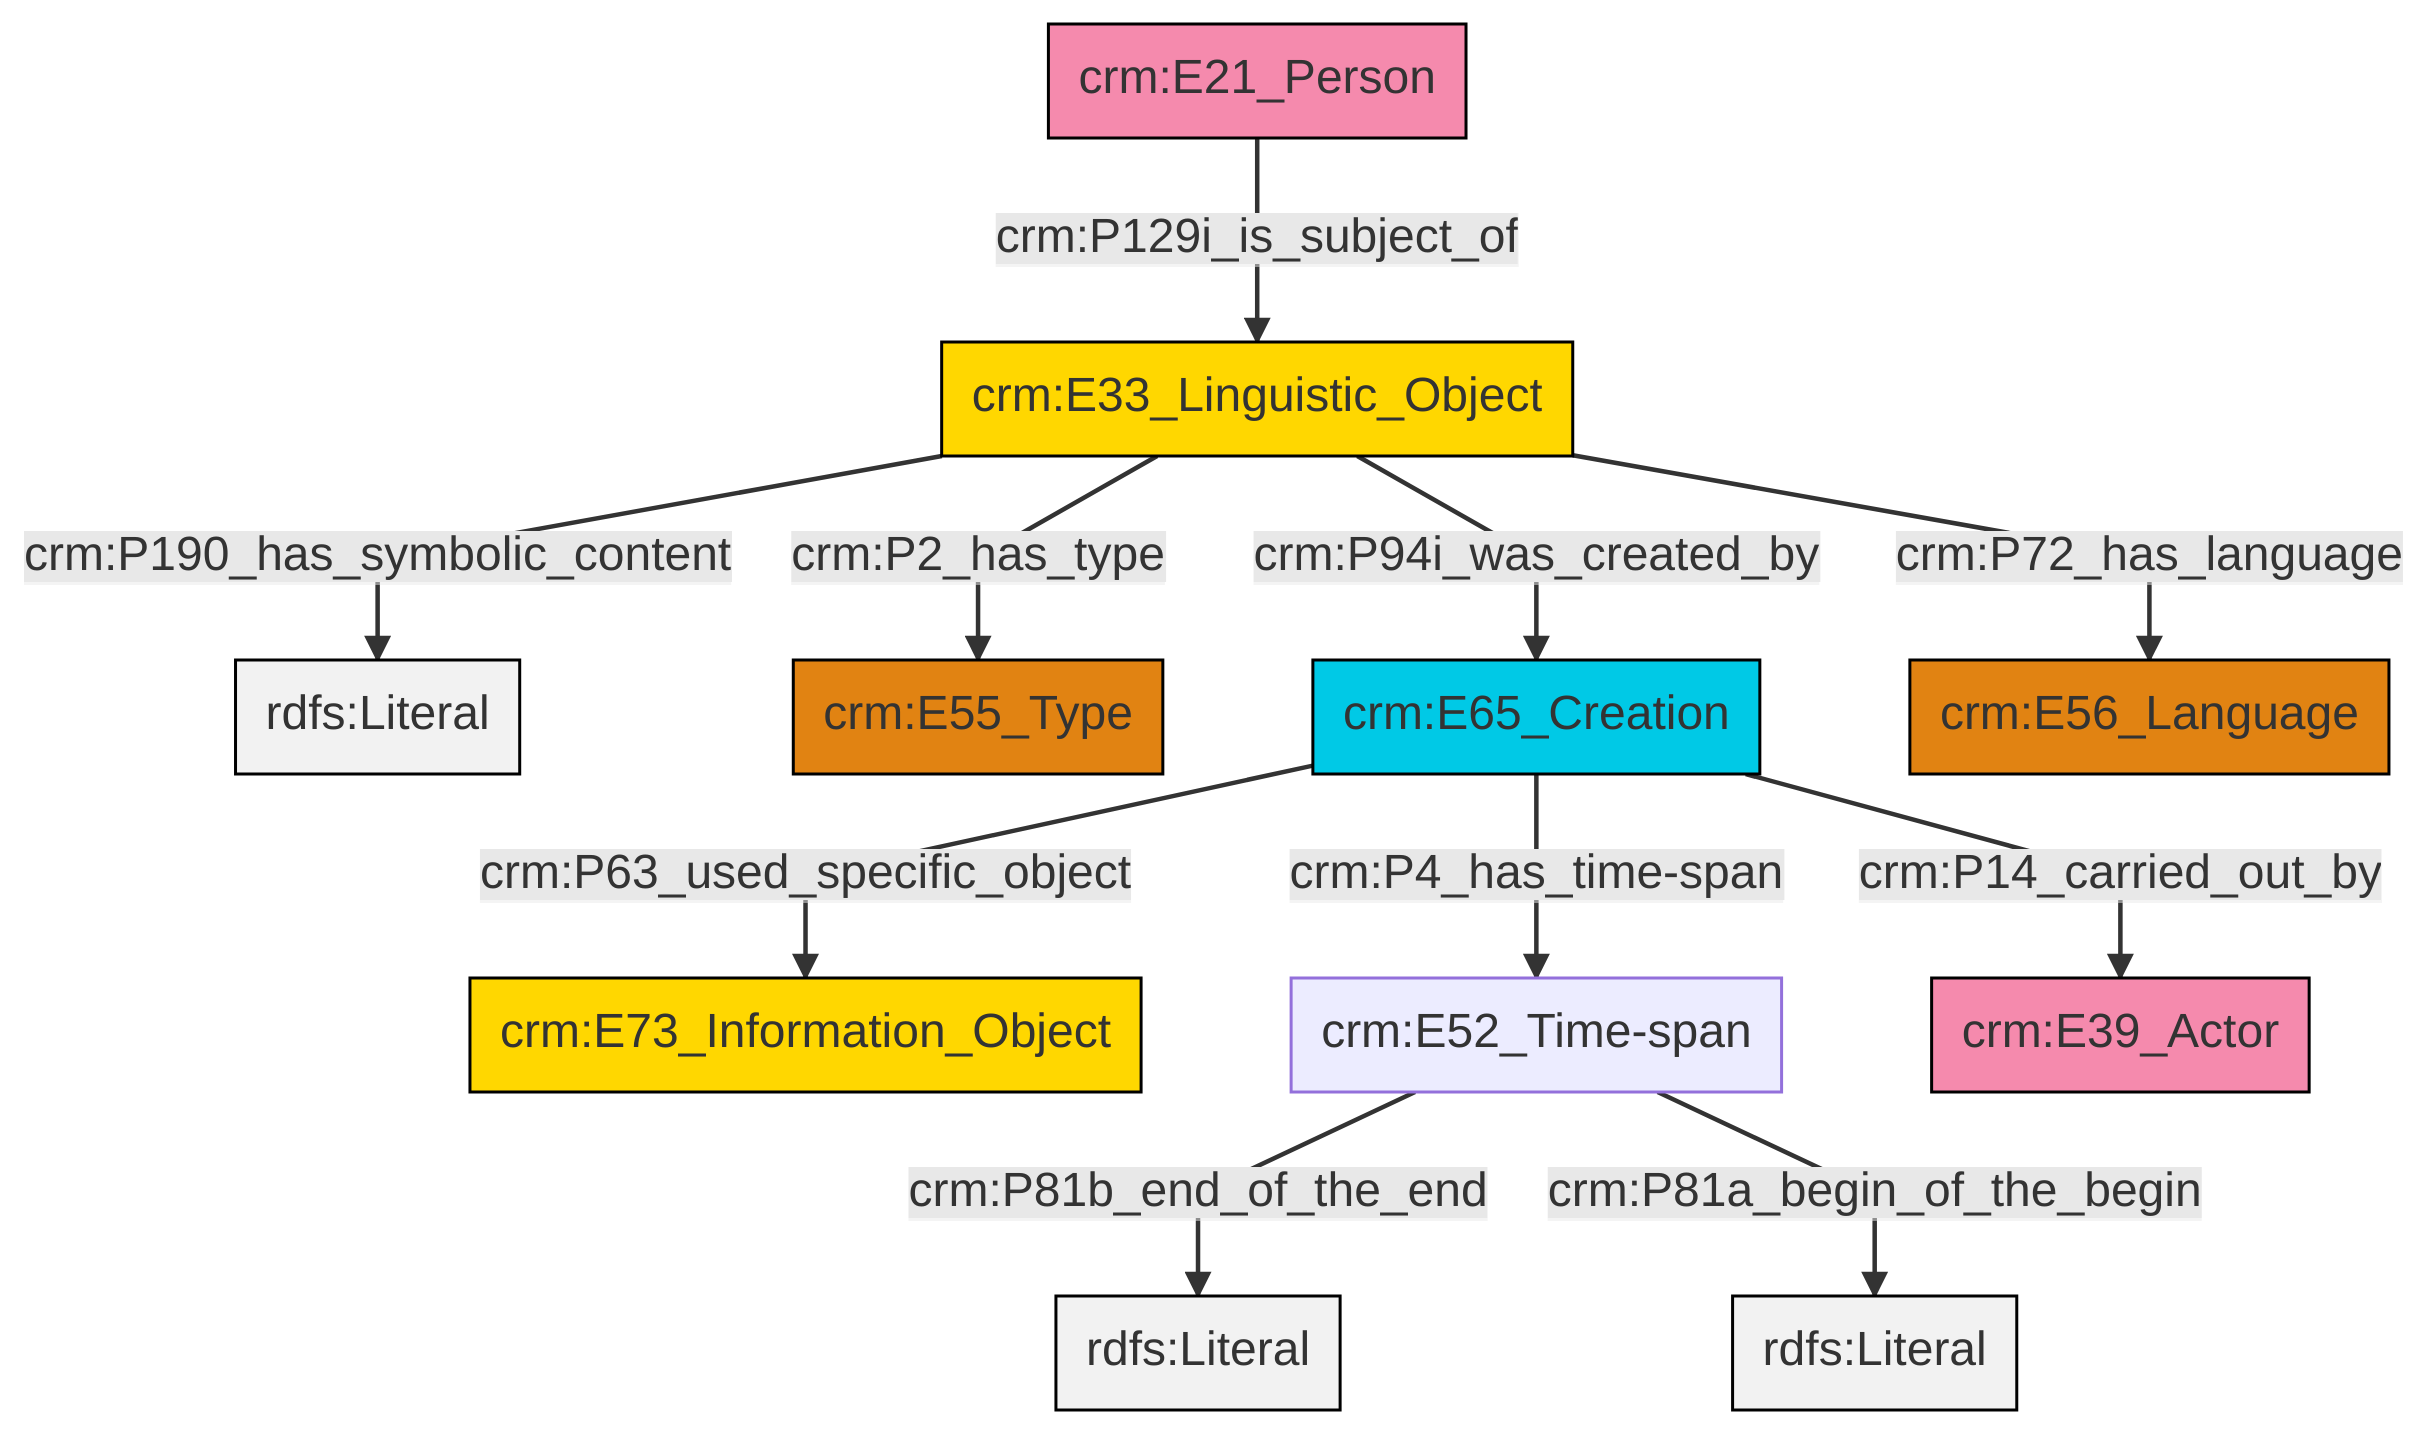 crm:E21_Person
crm:P129i_is_subject_of
crm:E33_Linguistic_Object
crm:P190_has_symbolic_content
crm:P2_has_type
crm:P94i_was_created_by
crm:P72_has_language
rdfs:Literal
crm:E55_Type
crm:E65_Creation
crm:E56_Language
crm:P63_used_specific_object
crm:P4_has_time-span
crm:P14_carried_out_by
crm:E73_Information_Object
crm:E52_Time-span
crm:E39_Actor
crm:P81b_end_of_the_end
crm:P81a_begin_of_the_begin
rdfs:Literal
rdfs:Literal